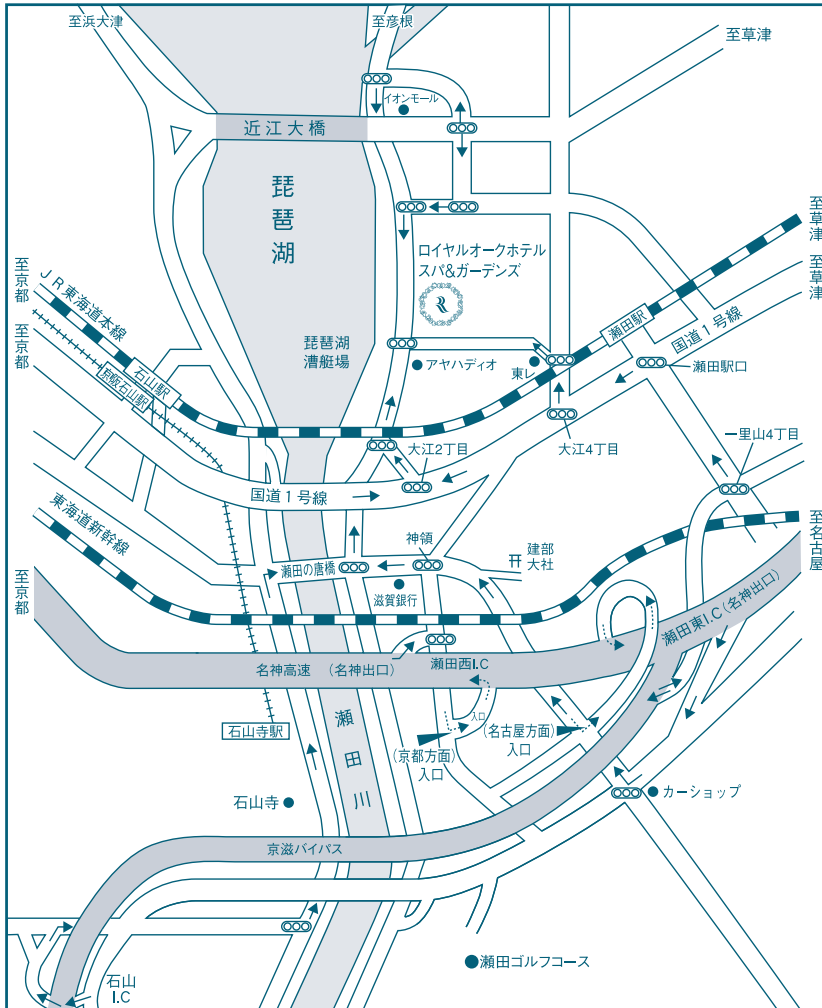 至浜大津
至彦根
至草津
イオンモール
近江大橋
琵琶湖
至草津
至草津
ロイヤルオークホテル
スパ&ガーデンズ
R
至京都
JR東海道本線
至京都
石山駅
京阪石山駅
琵琶湖
漕艇場
瀬田駅
国道1号線
アヤハディオ
東レ
瀬田駅口
大江2丁目
大江4丁目
一里山4丁目
国道1号線
東海道新幹線
至名古屋
神領
建部
大社
瀬田の唐橋
滋賀銀行
至京都
瀬田東I.C(名神出口)
名神高速 (名神出口)
瀬田西I.C
入口
石山寺駅
瀬田川
(京都方面)
入口
(名古屋方面)
入口
石山寺
カーショップ
京滋バイパス
瀬田ゴルフコース
石山
I.C